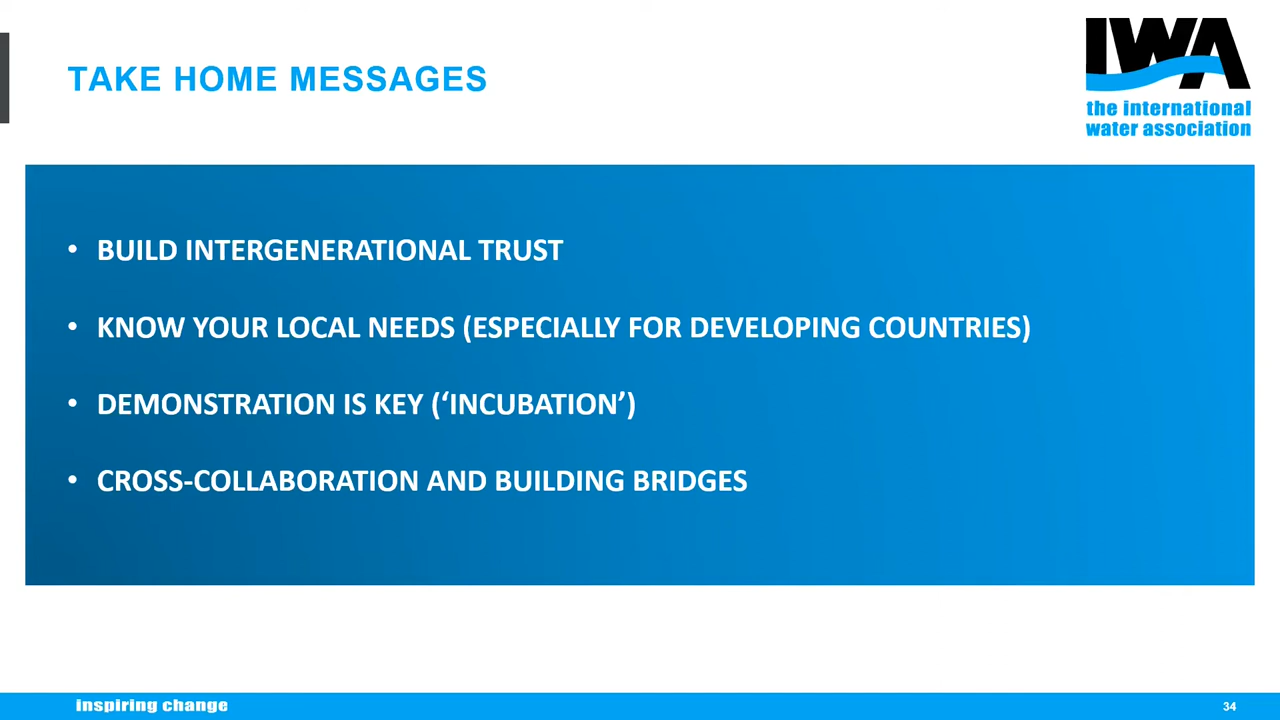 TAKE HOME MESSAGES
IWA
the international
water association
• BUILD INTERGENERATIONAL TRUST
• KNOW YOUR LOCAL NEEDS (ESPECIALLY FOR DEVELOPING COUNTRIES)
• DEMONSTRATION IS KEY (‘INCUBATION’)
• CROSS-COLLABORATION AND BUILDING BRIDGES
inspiring change
34